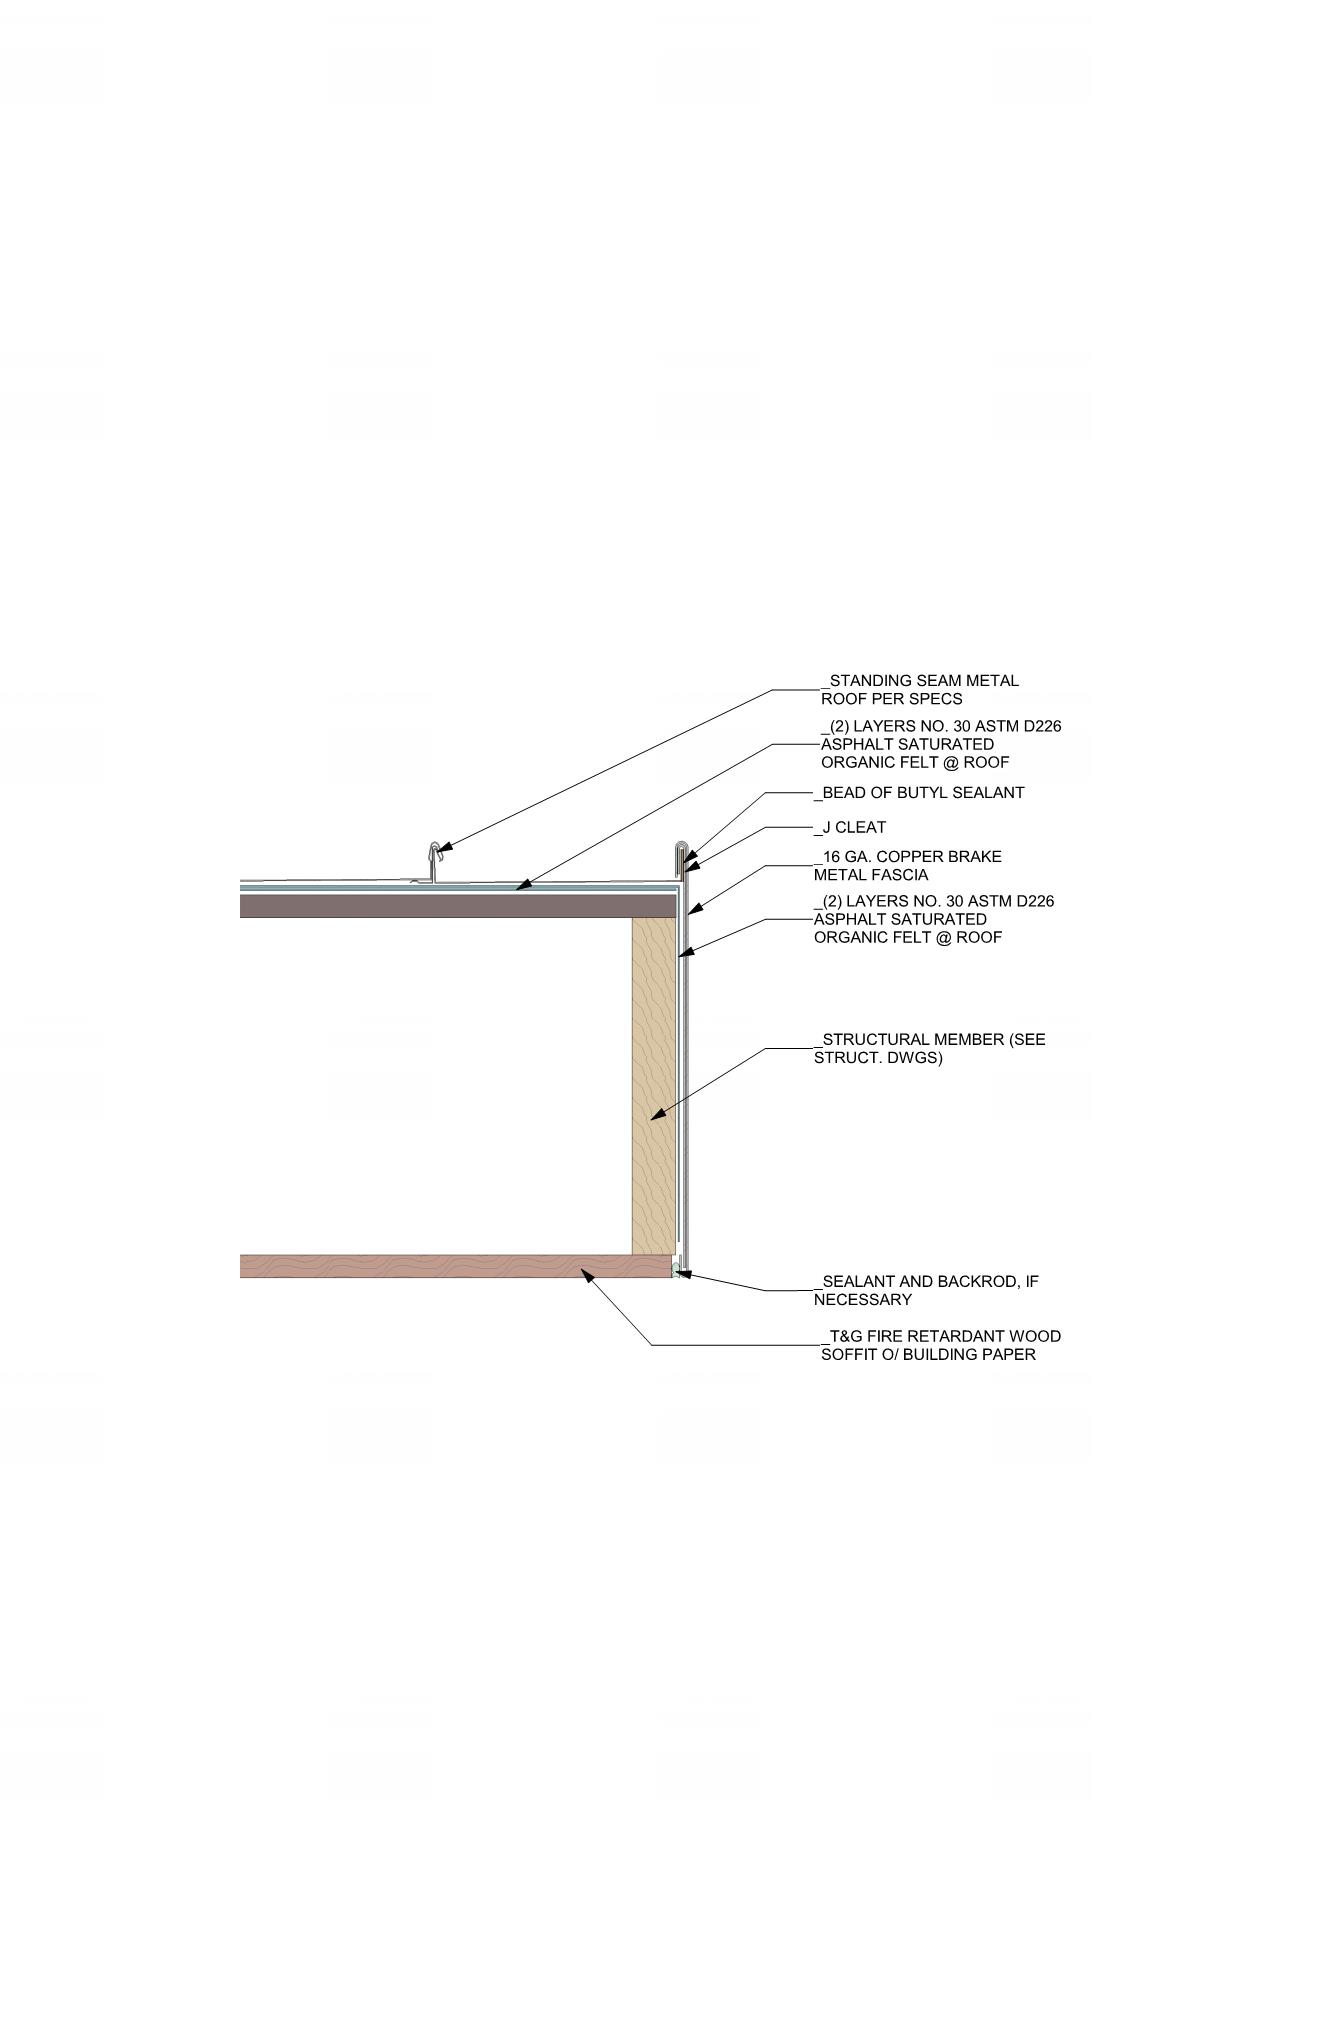 _STANDING SEAM METAL
ROOF PER SPECS
_(2) LAYERS NO. 30 ASTM D226
ASPHALT SATURATED
ORGANIC FELT @ ROOF
_BEAD OF BUTYL SEALANT
_J CLEAT
_16 GA. COPPER BRAKE
METAL FASCIA
_(2) LAYERS NO. 30 ASTM D226
ASPHALT SATURATED
ORGANIC FELT @ ROOF
_STRUCTURAL MEMBER (SEE
STRUCT. DWGS)
_SEALANT AND BACKROD, IF
NECESSARY
_T&G FIRE RETARDANT WOOD
SOFFIT O/ BUILDING PAPER